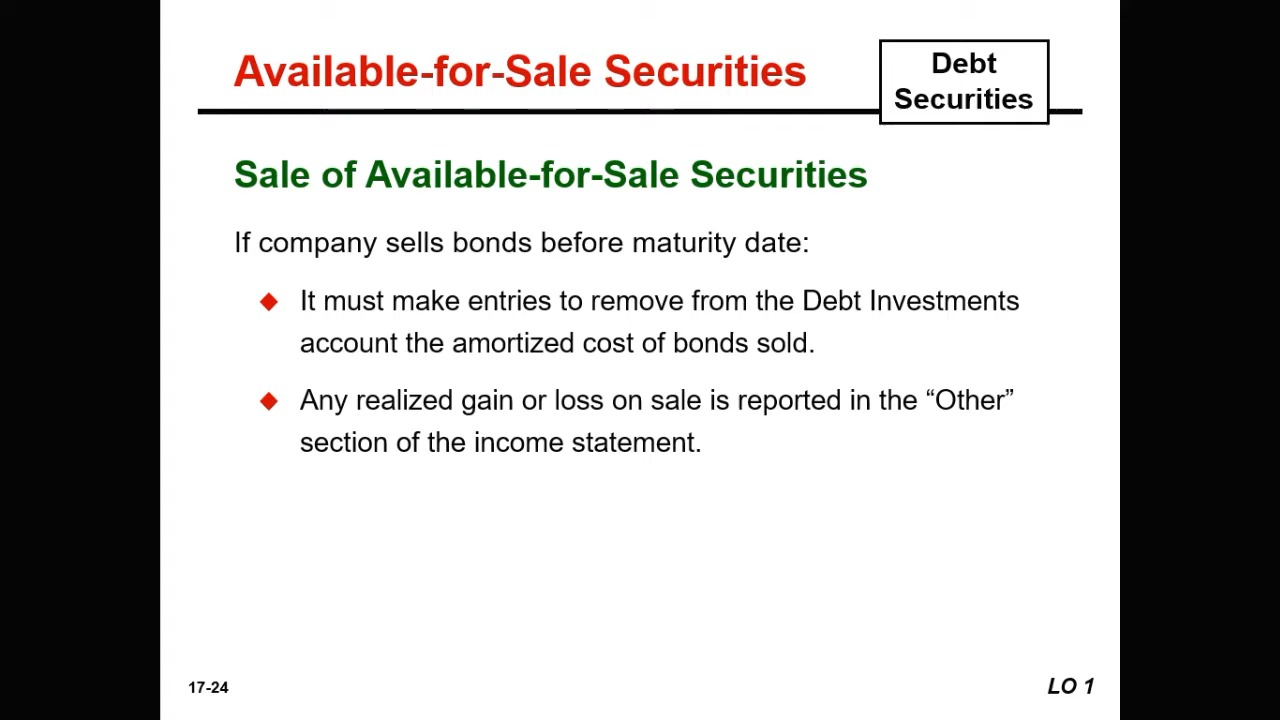 Available-for-Sale Securities
Debt
Securities
Sale of Available-for-Sale Securities
If company sells bonds before maturity date:
◆ It must make entries to remove from the Debt Investments
account the amortized cost of bonds sold.
◆ Any realized gain or loss on sale is reported in the “Other”
section of the income statement.
17-24
LO 1